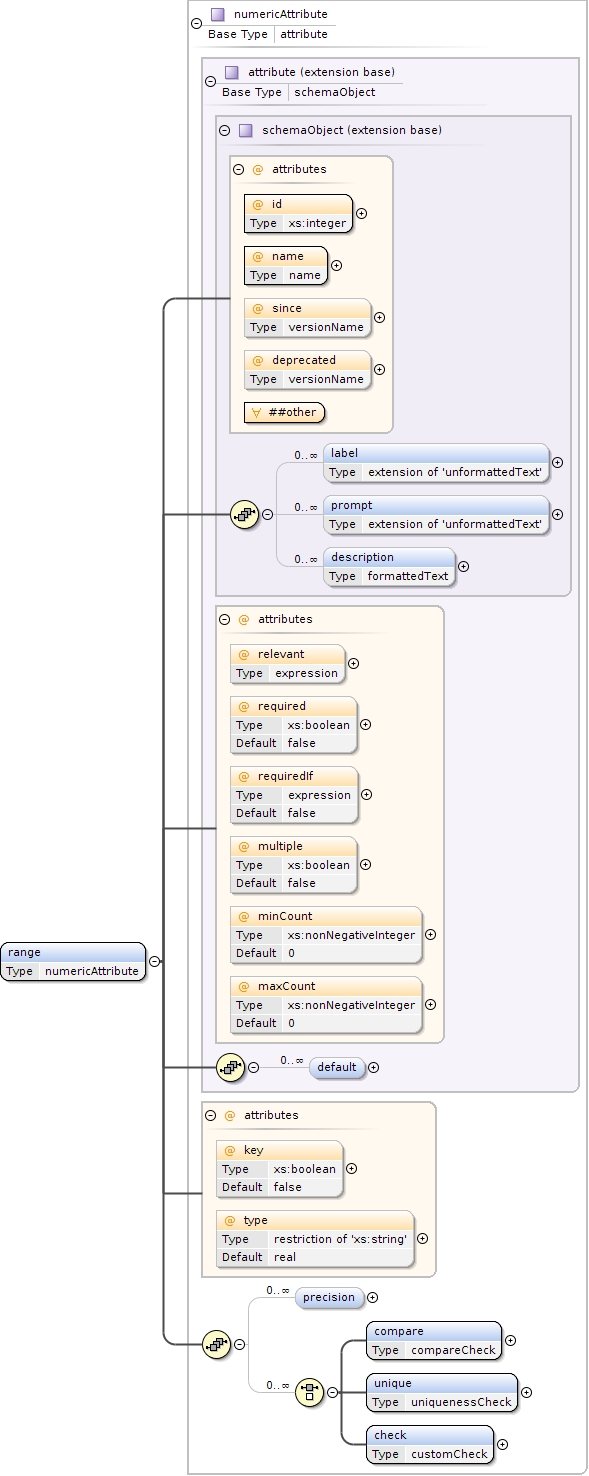 numericAttribute
Base Type attribute
attribute (extension base)
Base Type schemaObject
schemaObject (extension base)
@ attributes
@ id
Type xs:integer
@ name
Type name
@ since
Type versionName
@ deprecated
Type versionName
∀ ##other
0..∞ label
Type extension of 'unformattedText'
0..∞ prompt
Type extension of 'unformattedText'
0..∞ description
Type formattedText
@ attributes
@ relevant
Type expression
@ required
Type xs:boolean
Default false
@ requiredIf
Type expression
Default false
@ multiple
Type xs:boolean
Default false
@ minCount
Type xs:nonNegativeInteger
Default 0
@ maxCount
Type xs:nonNegativeInteger
Default 0
range
Type numericAttribute
0..∞ default
@ attributes
@ key
Type xs:boolean
Default false
@ type
Type restriction of 'xs:string'
Default real
0..∞ precision
0..∞
compare
Type compareCheck
unique
Type uniquenessCheck
check
Type customCheck